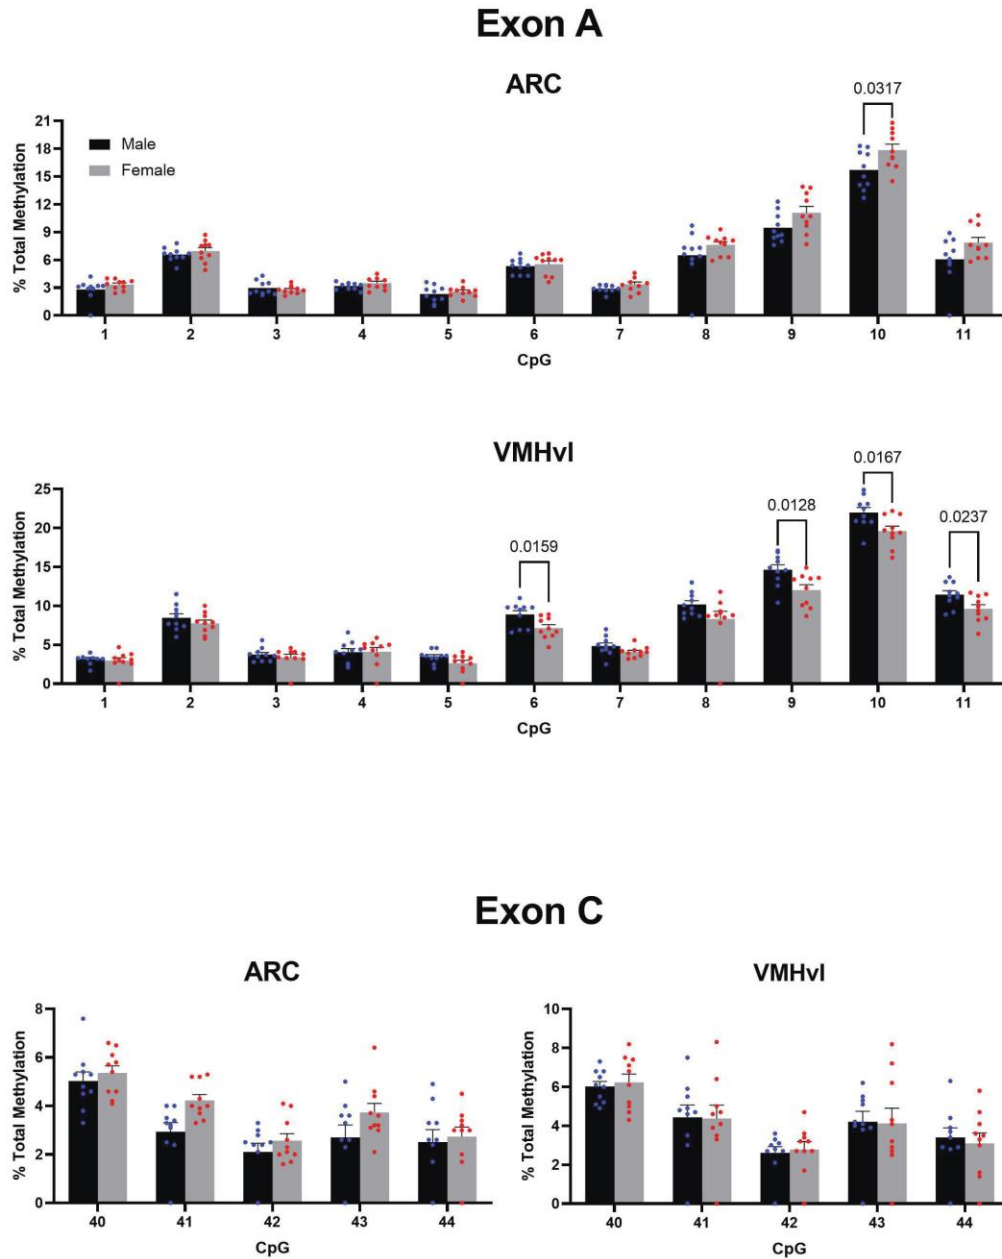 Exon A
ARC
0.0317
% Total Methylation
21
18
15
12
9
6
3
0
Male
Female
1 2 3 4 5 6 7 8 9 10 11
CpG
VMHvl
0.0159
0.0128
0.0167
0.0237
% Total Methylation
25
20
15
10
5
0
1 2 3 4 5 6 7 8 9 10 11
CpG
Exon C
ARC
% Total Methylation
8
6
4
2
0
40 41 42 43 44
CpG
VMHvl
% Total Methylation
10
8
6
4
2
0
40 41 42 43 44
CpG